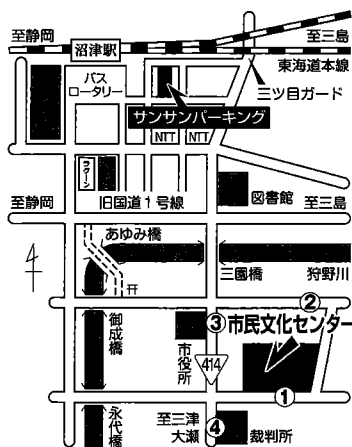 至静岡
沼津駅
至三島
東海道本線
バス
ロータリー
三ツ目ガード
サンサンパーキング
NTT
NTT
ラクーン
図書館
至静岡
旧国道1号線
至三島
あゆみ橋
三園橋
狩野川
②
御成橋
市役所
③市民文化センター
414
①
永代橋
至三津
大瀬
④
裁判所